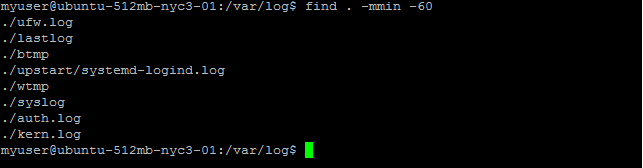 myuser@ubuntu-512mb-nyc3-01:/var/log$ find . -mmin -60
./ufw.log
./lastlog
./btmp
./upstart/systemd-logind.log
./wtmp
./syslog
./auth.log
./kern.log
myuser@ubuntu-512mb-nyc3-01:/var/log$